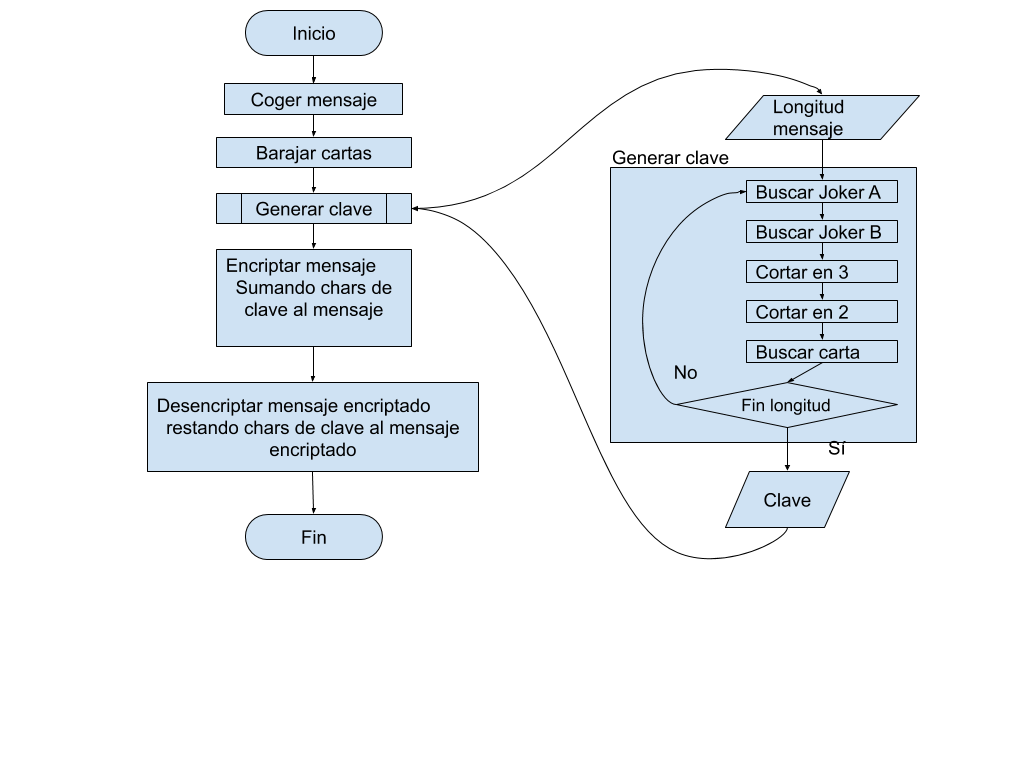 Inicio
Coger mensaje
Barajar cartas
Generar clave
Encriptar mensaje
Sumando chars de
clave al mensaje
Desencriptar mensaje encriptado
restando chars de clave al mensaje
encriptado
Fin
Longitud
mensaje
Generar clave
Buscar Joker A
Buscar Joker B
Cortar en 3
Cortar en 2
Buscar carta
No
Fin longitud
Sí
Clave